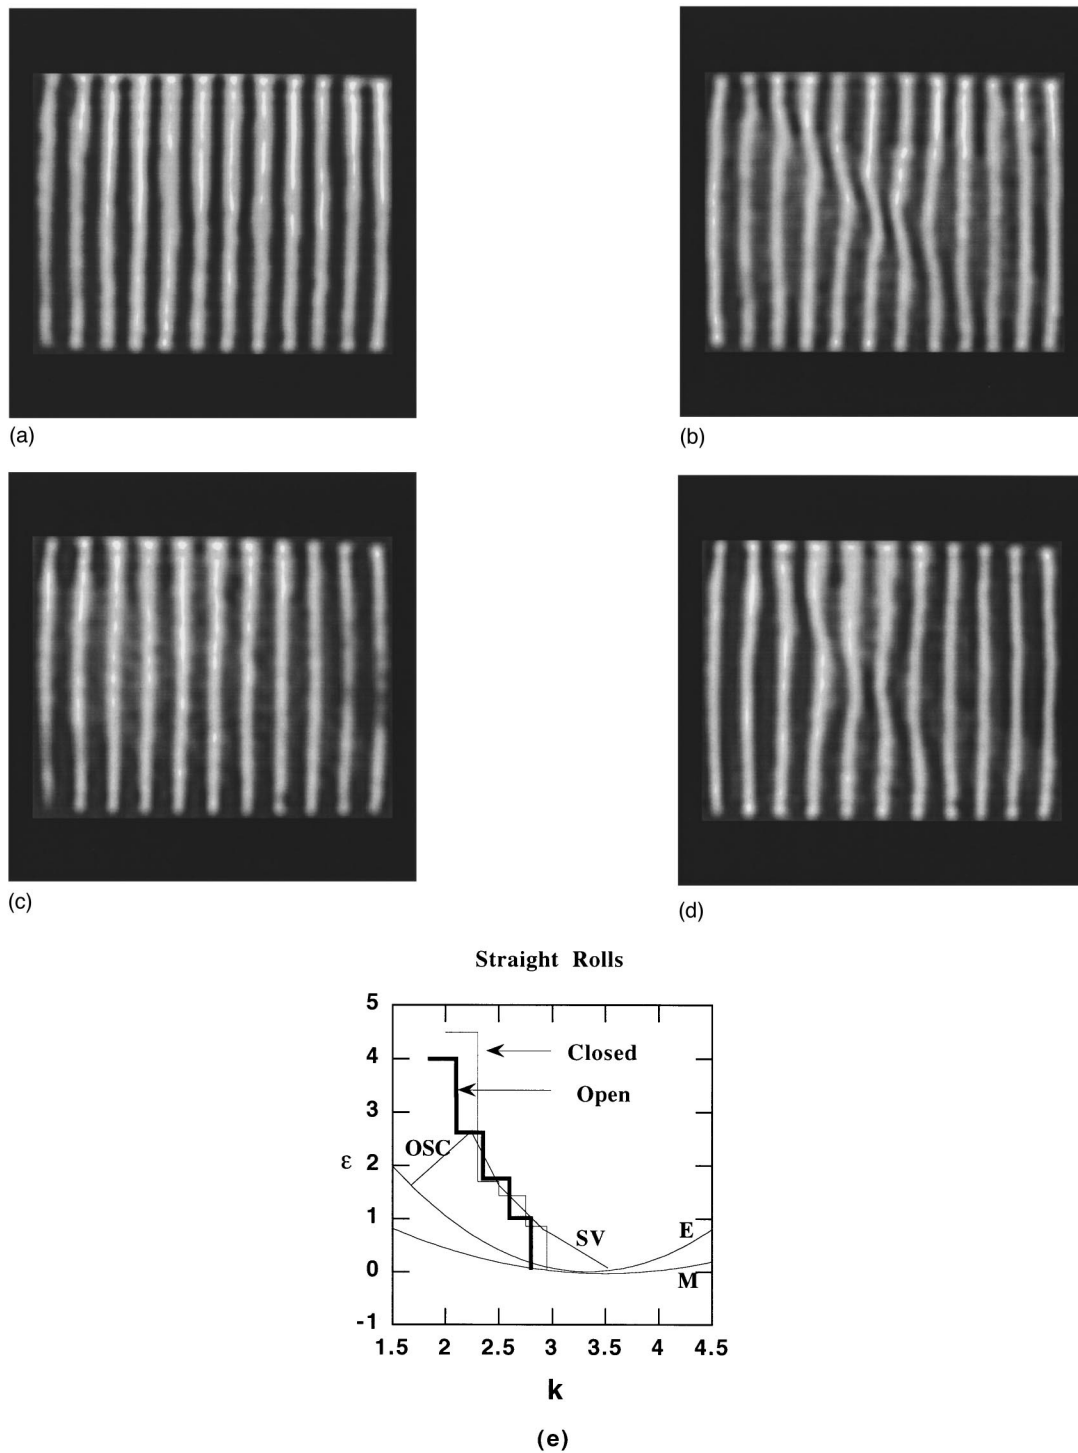 (a)
(b)
(c)
(d)
Straight Rolls
5
4
3
2
1
0
-1
ε
Closed
Open
OSC
SV
E
M
1.5 2 2.5 3 3.5 4 4.5
k
(e)